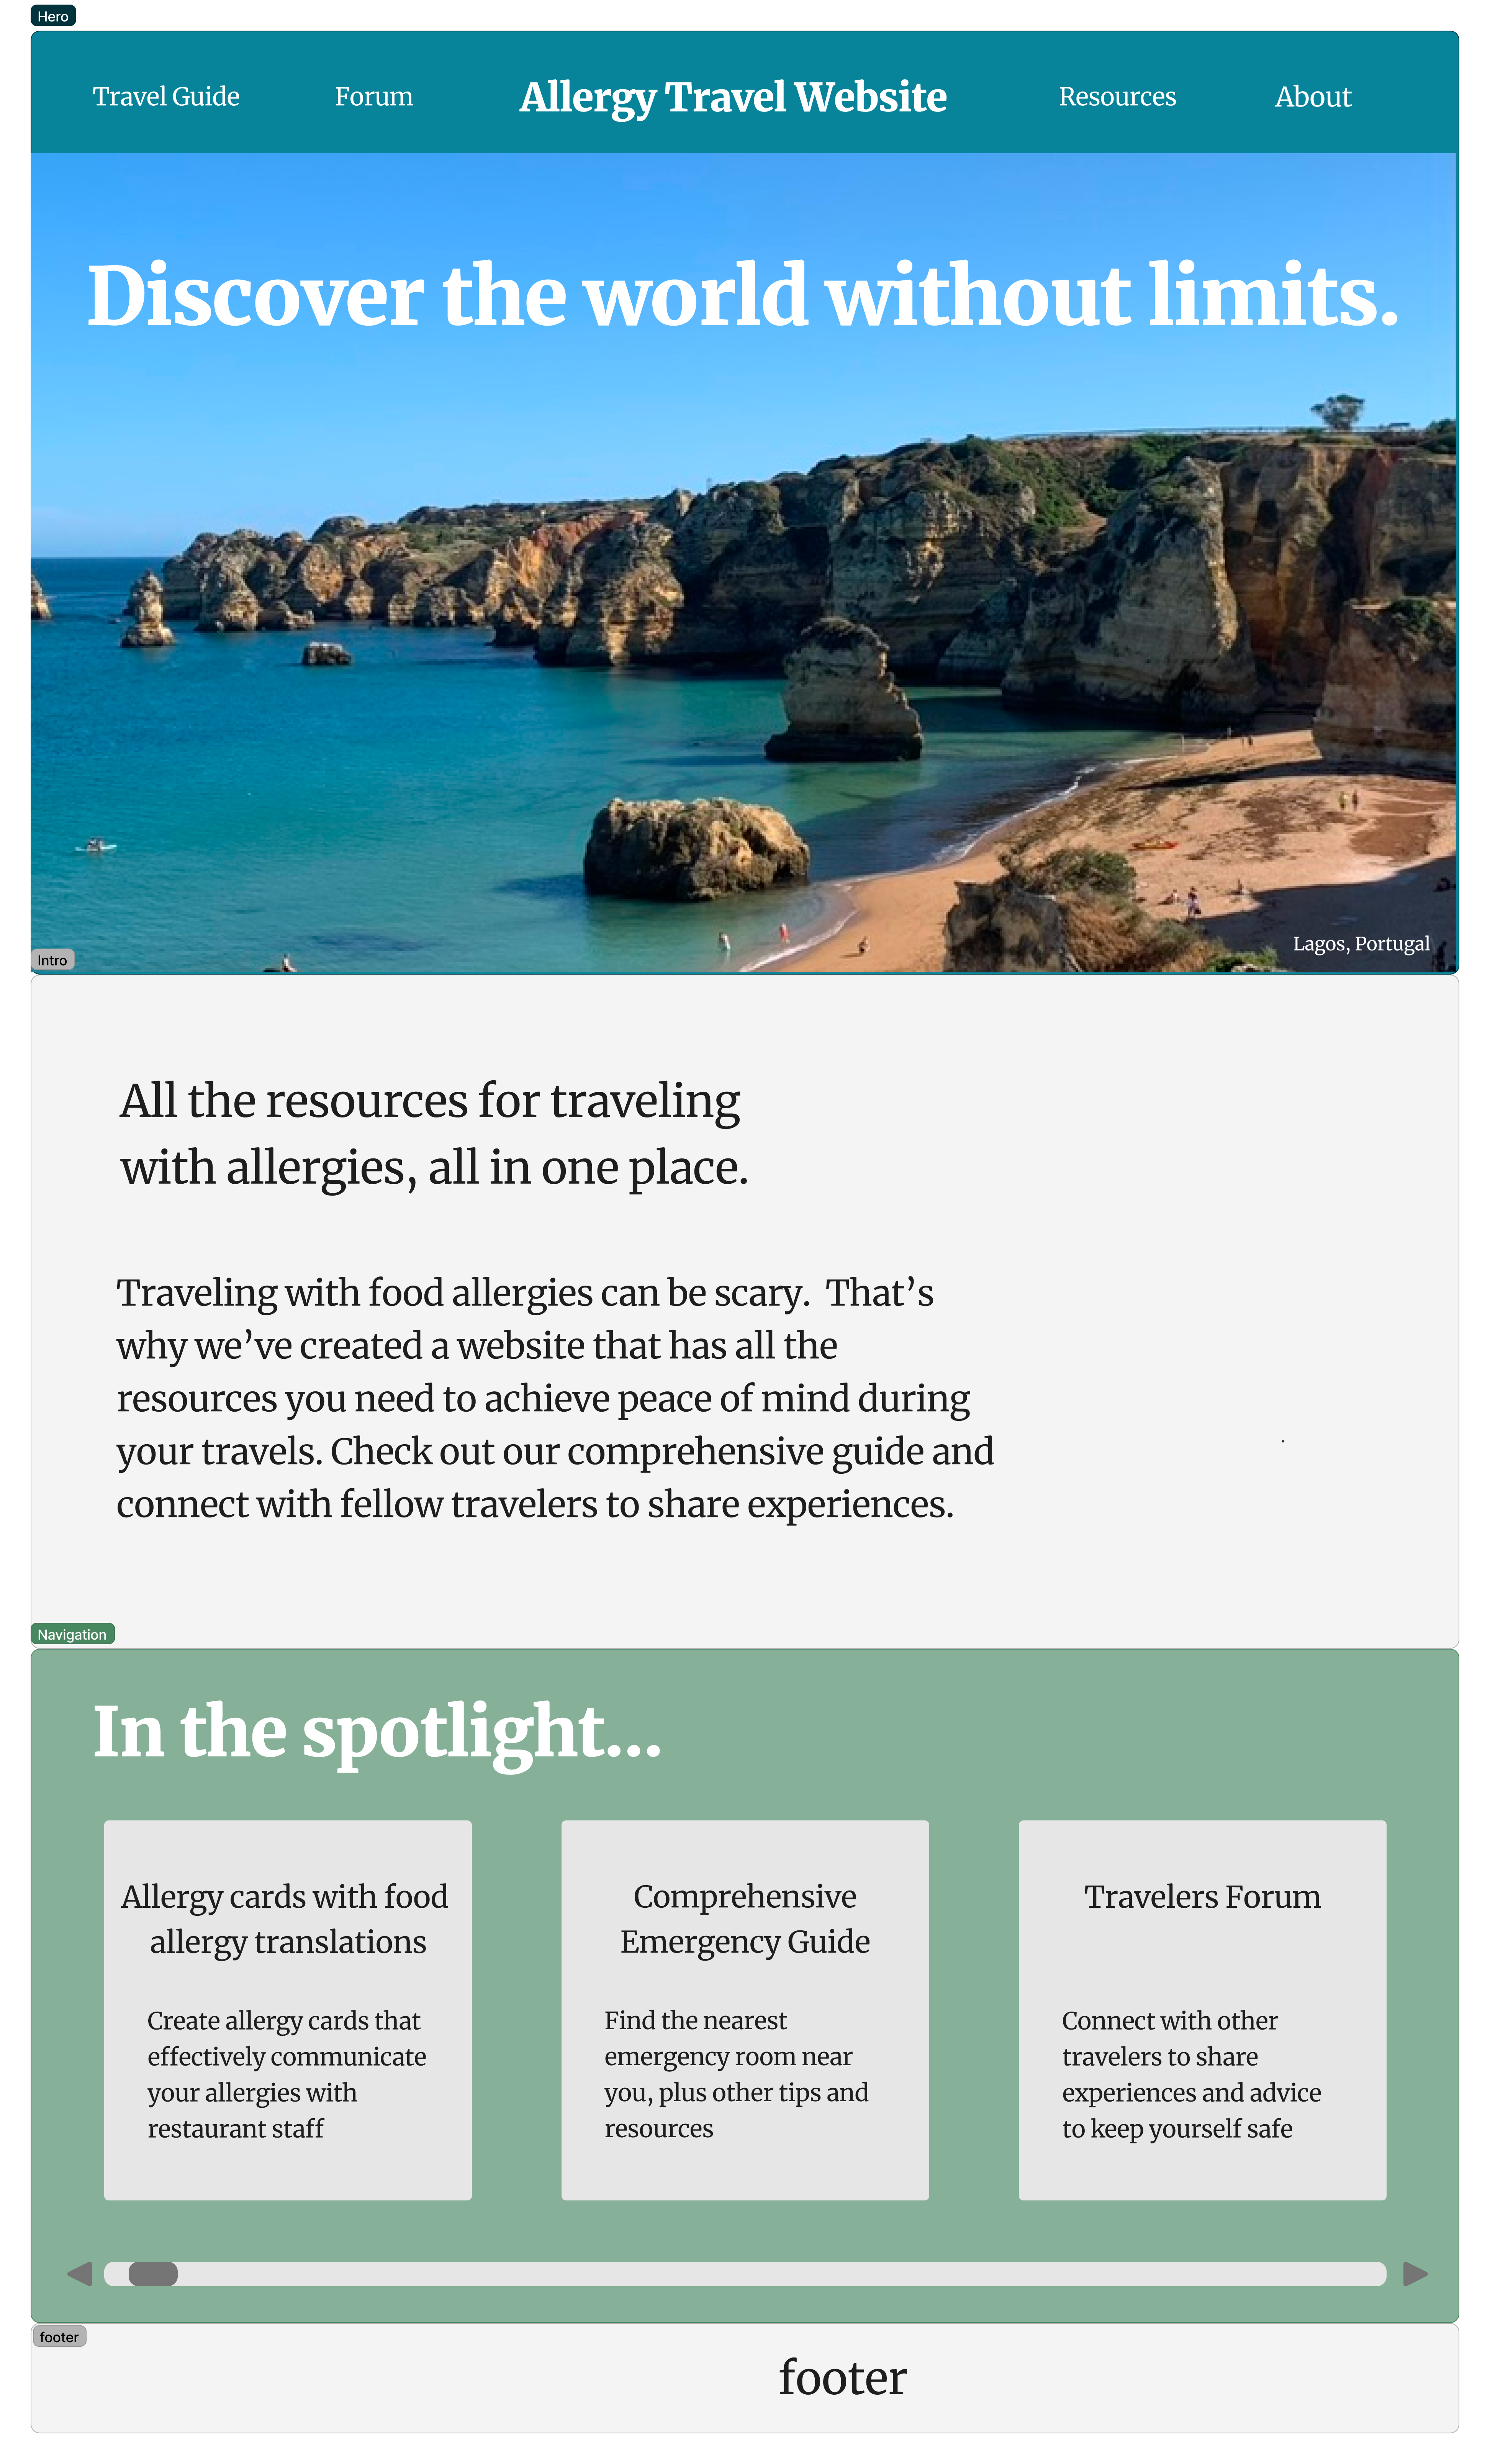 Hero
Travel Guide
Forum
Allergy Travel Website
Resources
About
Discover the world without limits.
Lagos, Portugal
Intro
All the resources for traveling
with allergies, all in one place.
Traveling with food allergies can be scary.  That’s
why we’ve created a website that has all the
resources you need to achieve peace of mind during
your travels. Check out our comprehensive guide and
connect with fellow travelers to share experiences.
.
Navigation
In the spotlight...
Allergy cards with food
allergy translations
Create allergy cards that
effectively communicate
your allergies with
restaurant staff
Comprehensive
Emergency Guide
Find the nearest
emergency room near
you, plus other tips and
resources
Travelers Forum
Connect with other
travelers to share
experiences and advice
to keep yourself safe
footer
footer